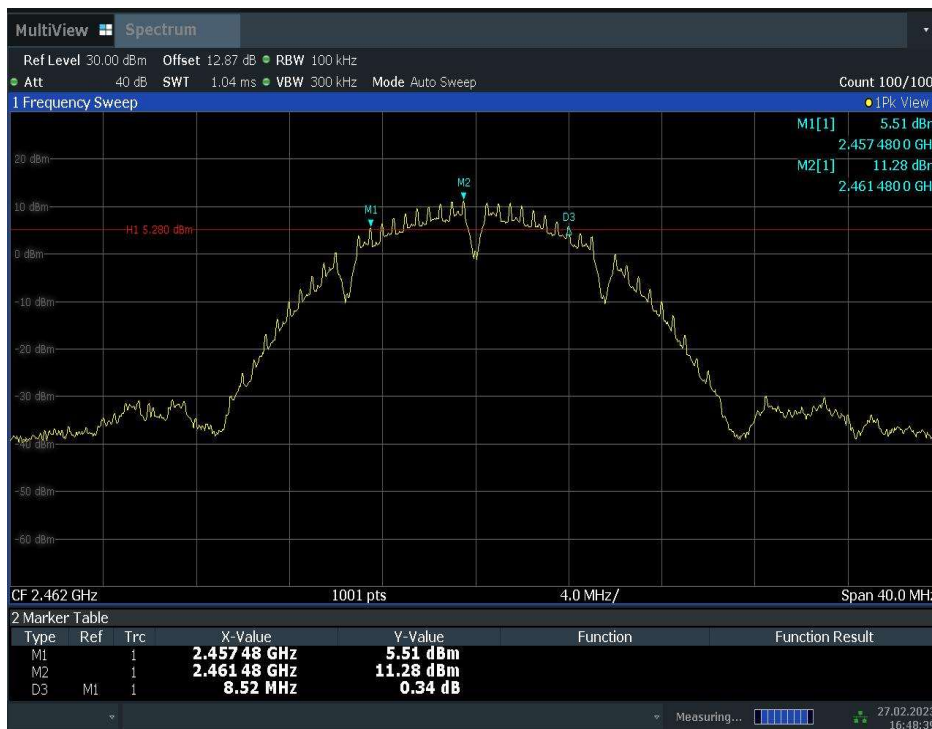 MultiView Spectrum
Ref Level 30.00 dBm Offset 12.87 dB RBW 100 kHz
Att 40 dB SWT 1.04 ms VBW 300 kHz Mode Auto Sweep Count 100/100
1 Frequency Sweep 1Pk View
M1[1] 5.51 dBm
2.457 480 0 GHz
M2[1] 11.28 dBm
2.461 480 0 GHz
20 dBm
M2
10 dBm
M1
D3
H1 5.280 dBm
0 dBm
-10 dBm
-20 dBm
-30 dBm
-40 dBm
-50 dBm
-60 dBm
CF 2.462 GHz 1001 pts 4.0 MHz/ Span 40.0 MHz
2 Marker Table
Type Ref Trc X-Value Y-Value Function Function Result
M1 1 2.457 48 GHz 5.51 dBm
M2 1 2.461 48 GHz 11.28 dBm
D3 M1 1 8.52 MHz 0.34 dB
Measuring... 27.02.2023
16:48:39